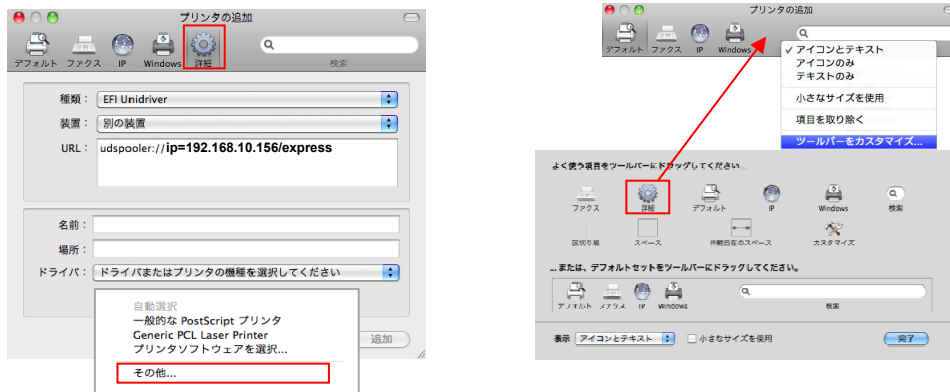 プリンタの追加
デフォルト ファクス IP Windows 詳細 検索
種類： EFI Unidriver
装置： 別の装置
URL： udspooler://ip=192.168.10.156/express
名前：
場所：
ドライバ： ドライバまたはプリンタの機種を選択してください
自動選択
一般的な PostScript プリンタ
Generic PCL Laser Printer
プリンタソフトウェアを選択...
その他...
追加
プリンタの追加
デフォルト ファクス IP Windows
✓ アイコンとテキスト
アイコンのみ
テキストのみ
小さなサイズを使用
項目を取り除く
ツールバーをカスタマイズ...
よく使う項目をツールバーにドラッグしてください...
ファクス 詳細 デフォルト IP Windows 検索
区切り線 スペース 伸縮自在のスペース カスタマイズ
... または、デフォルトセットをツールバーにドラッグしてください。
デフォルト ファクス IP Windows 検索
表示 アイコンとテキスト 小さなサイズを使用 完了